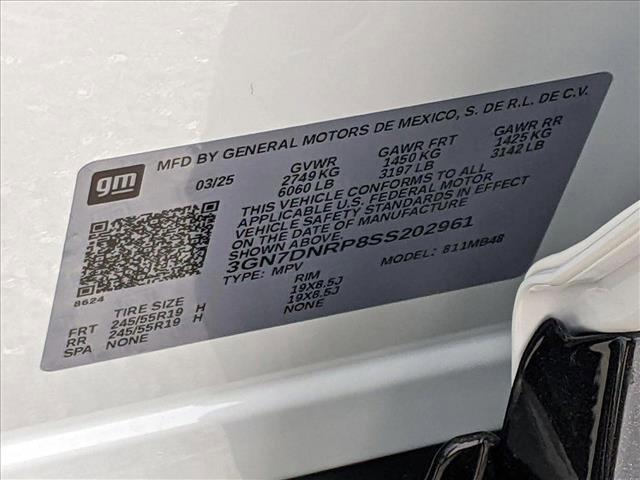 gm
MFD BY GENERAL MOTORS DE MEXICO, S. DE R.L. DE C.V.
03/25 GVWR GAWR FRT GAWR RR
2749 KG 1450 KG 1425 KG
6060 LB 3197 LB 3142 LB
THIS VEHICLE CONFORMS TO ALL
APPLICABLE U.S. FEDERAL MOTOR
VEHICLE SAFETY STANDARDS IN EFFECT
ON THE DATE OF MANUFACTURE
SHOWN ABOVE.
3GN7DNRP8SS202961
TYPE: MPV MODEL: 811MB48
8624
TIRE SIZE RIM
FRT 245/55R19 H 19X8.5J
RR 245/55R19 H 19X8.5J
SPA NONE NONE